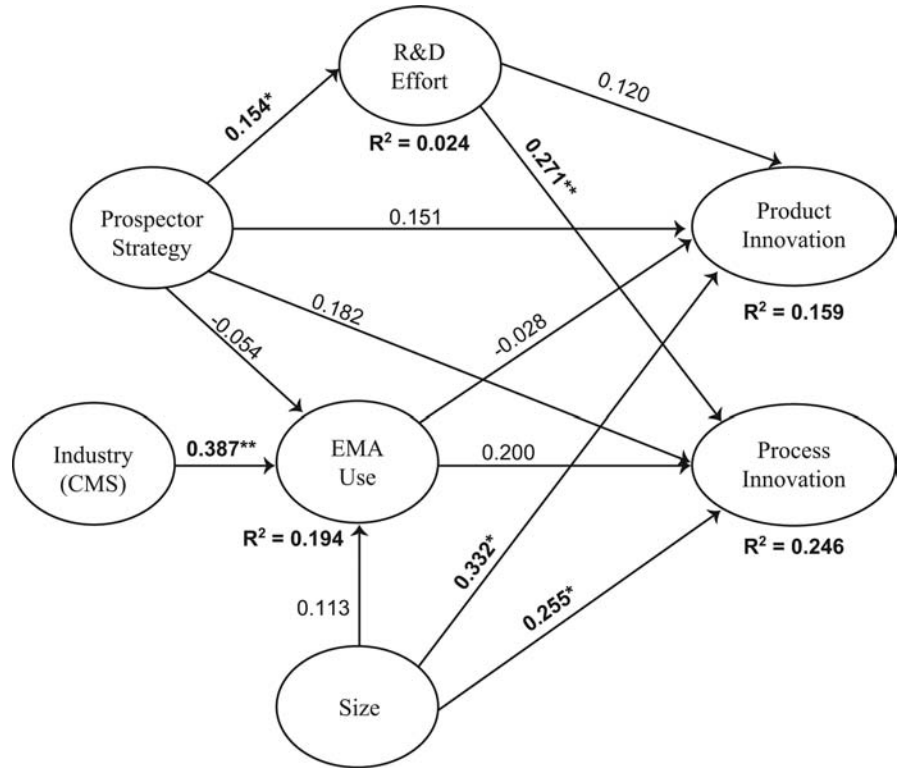 R&D
Effort
R² = 0.024
0.120
0.154*
0.271**
Prospector
Strategy
0.151
Product
Innovation
R² = 0.159
0.182
-0.054
-0.028
Industry
(CMS)
0.387**
EMA
Use
R² = 0.194
0.200
Process
Innovation
R² = 0.246
0.332*
0.255*
0.113
Size